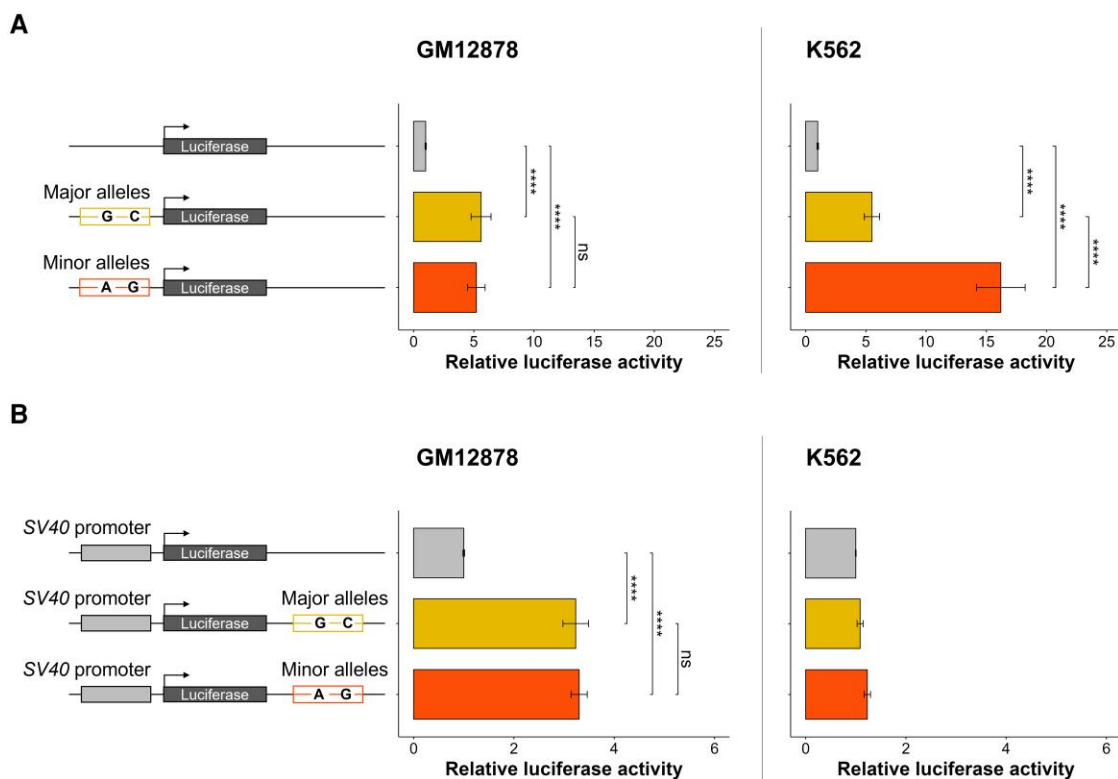 A
GM12878
K562
Luciferase
Major alleles
G C
Luciferase
Minor alleles
A G
Luciferase
****
****
ns
****
****
****
0 5 10 15 20 25
0 5 10 15 20 25
Relative luciferase activity
Relative luciferase activity
B
GM12878
K562
SV40 promoter
Luciferase
SV40 promoter
Major alleles
Luciferase
G C
SV40 promoter
Minor alleles
Luciferase
A G
****
****
ns
0 2 4 6
0 2 4 6
Relative luciferase activity
Relative luciferase activity